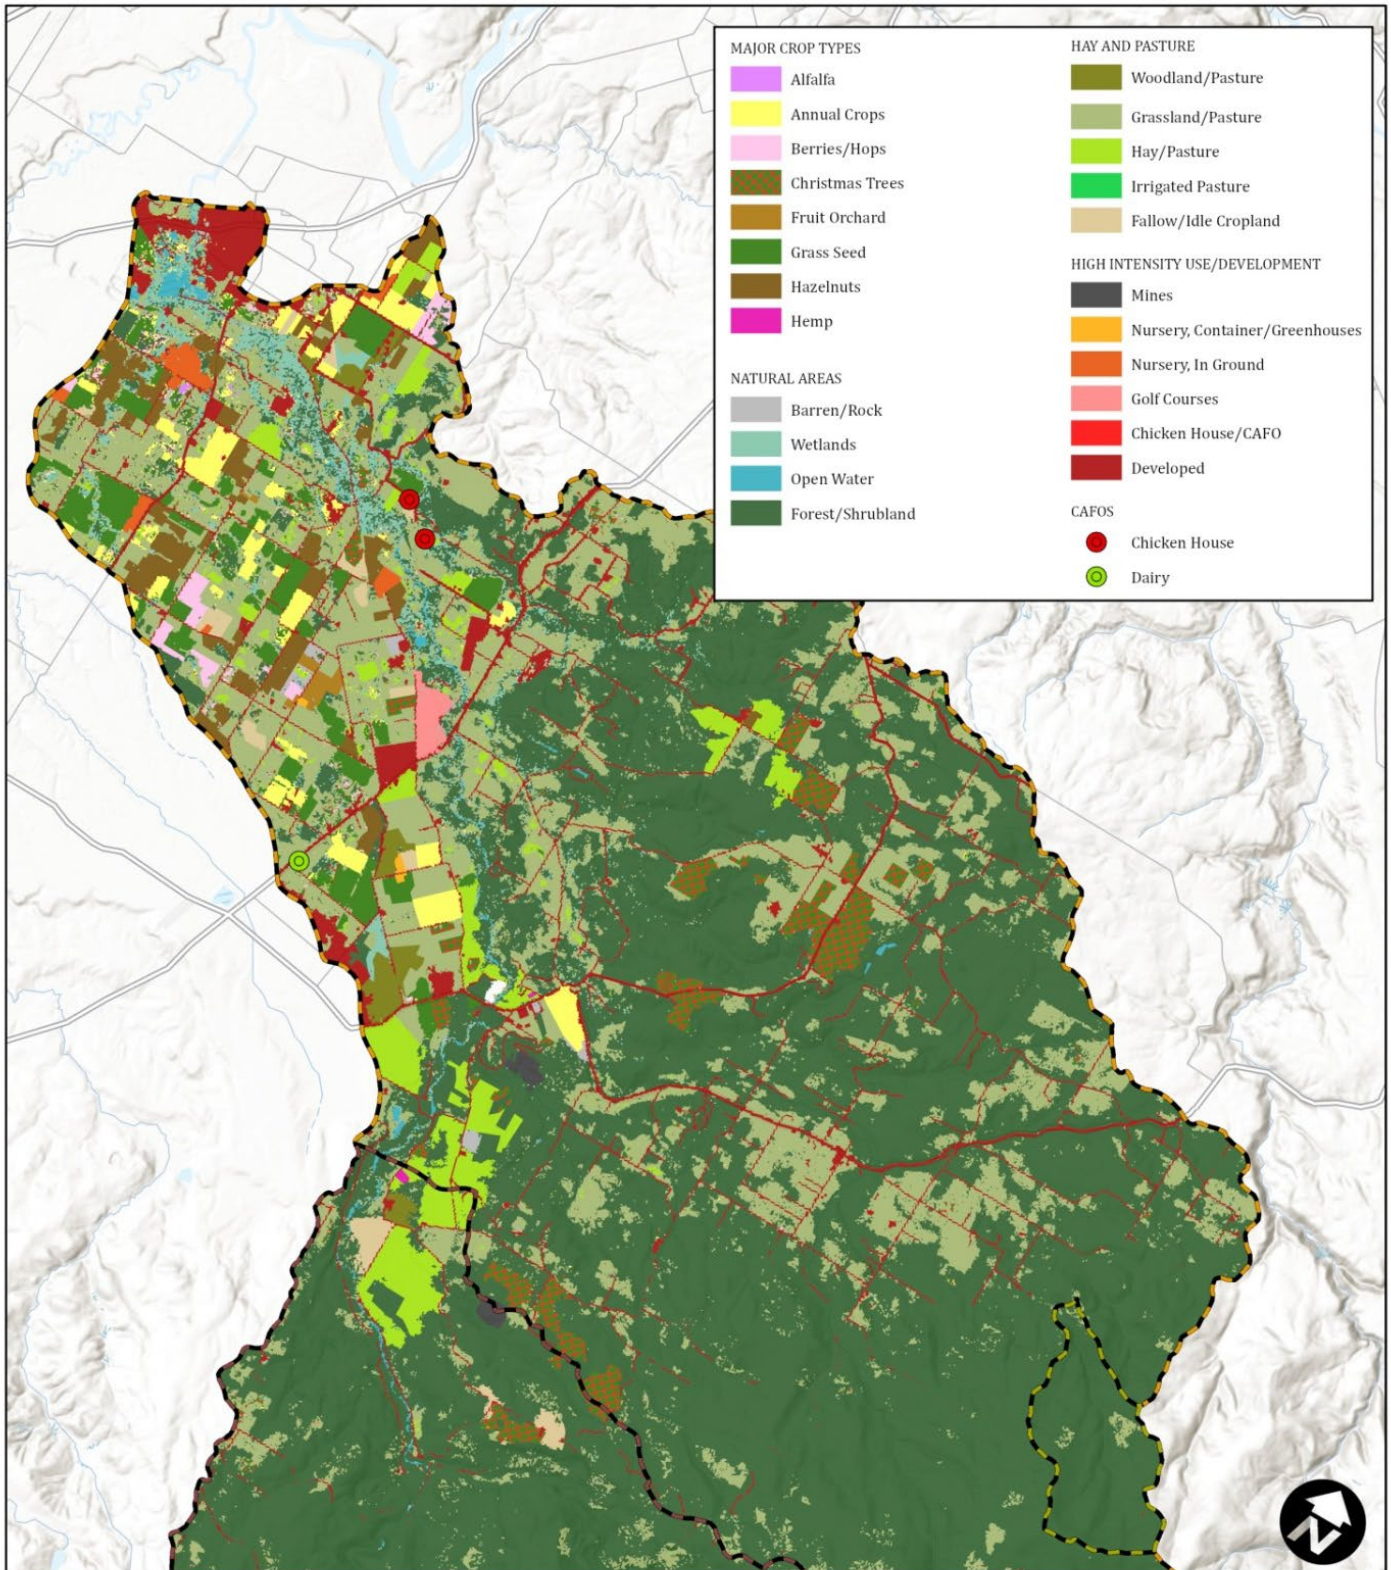 MAJOR CROP TYPES
Alfalfa
Annual Crops
Berries/Hops
Christmas Trees
Fruit Orchard
Grass Seed
Hazelnuts
Hemp
NATURAL AREAS
Barren/Rock
Wetlands
Open Water
Forest/Shrubland
HAY AND PASTURE
Woodland/Pasture
Grassland/Pasture
Hay/Pasture
Irrigated Pasture
Fallow/Idle Cropland
HIGH INTENSITY USE/DEVELOPMENT
Mines
Nursery, Container/Greenhouses
Nursery, In Ground
Golf Courses
Chicken House/CAFO
Developed
CAFOS
Chicken House
Dairy
N